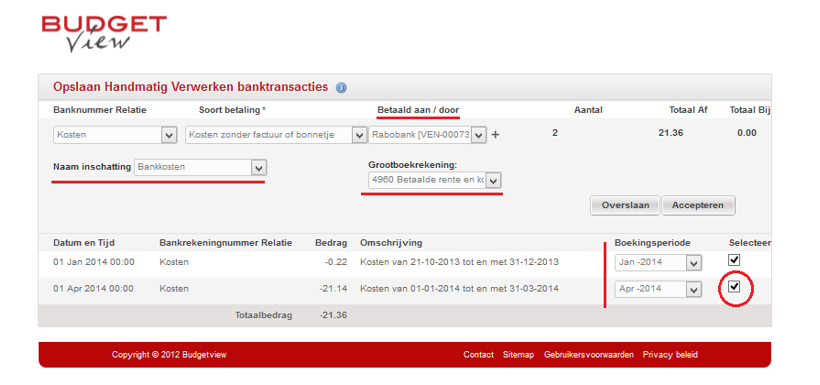 BUDGET
View
Opslaan Handmatig Verwerken banktransacties
Banknummer Relatie Soort betaling * Betaald aan / door Aantal Totaal Af Totaal Bij
Kosten Kosten zonder factuur of bonnetje Rabobank [VEN-00073 + 2 21.36 0.00
Naam inschatting Bankkosten Grootboekrekening:
4960 Betaalde rente en kc
Overslaan Accepteren
Datum en Tijd Bankrekeningnummer Relatie Bedrag Omschrijving Boekingsperiode Selecteer
01 Jan 2014 00:00 Kosten -0.22 Kosten van 21-10-2013 tot en met 31-12-2013 Jan -2014
01 Apr 2014 00:00 Kosten -21.14 Kosten van 01-01-2014 tot en met 31-03-2014 Apr -2014
Totaalbedrag -21.36
Copyright © 2012 Budgetview Contact Sitemap Gebruikersvoorwaarden Privacy beleid